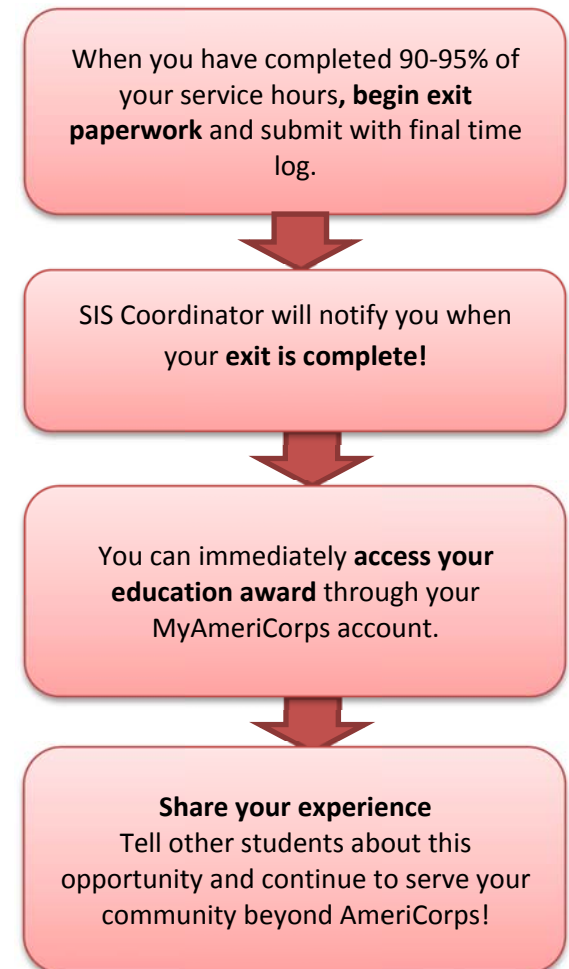 When you have completed 90-95% of
your service hours, begin exit
paperwork and submit with final time
log.
SIS Coordinator will notify you when
your exit is complete!
You can immediately access your
education award through your
MyAmeriCorps account.
Share your experience
Tell other students about this
opportunity and continue to serve your
community beyond AmeriCorps!